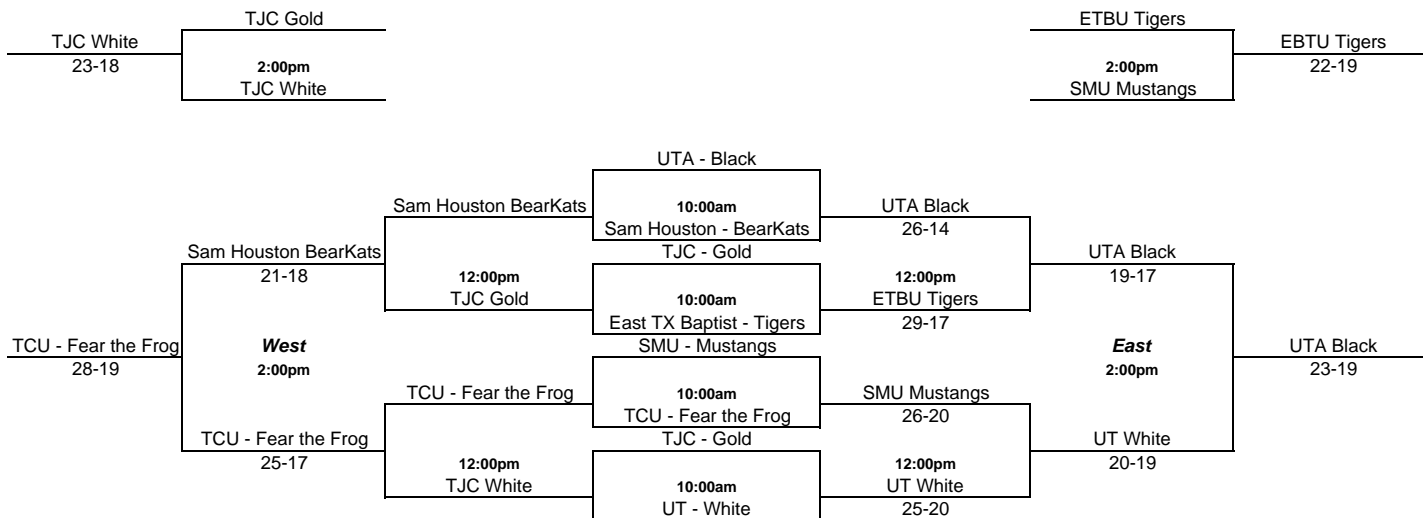 TJC Gold
ETBU Tigers
TJC White
EBTU Tigers
23-18
2:00pm
2:00pm
22-19
TJC White
SMU Mustangs
UTA - Black
Sam Houston BearKats
10:00am
UTA Black
Sam Houston - BearKats
26-14
Sam Houston BearKats
TJC - Gold
UTA Black
21-18
12:00pm
12:00pm
19-17
TJC Gold
10:00am
ETBU Tigers
East TX Baptist - Tigers
29-17
TCU - Fear the Frog
West
SMU - Mustangs
East
UTA Black
28-19
2:00pm
2:00pm
23-19
TCU - Fear the Frog
10:00am
SMU Mustangs
TCU - Fear the Frog
26-20
TCU - Fear the Frog
TJC - Gold
UT White
25-17
12:00pm
12:00pm
20-19
TJC White
10:00am
UT White
UT - White
25-20